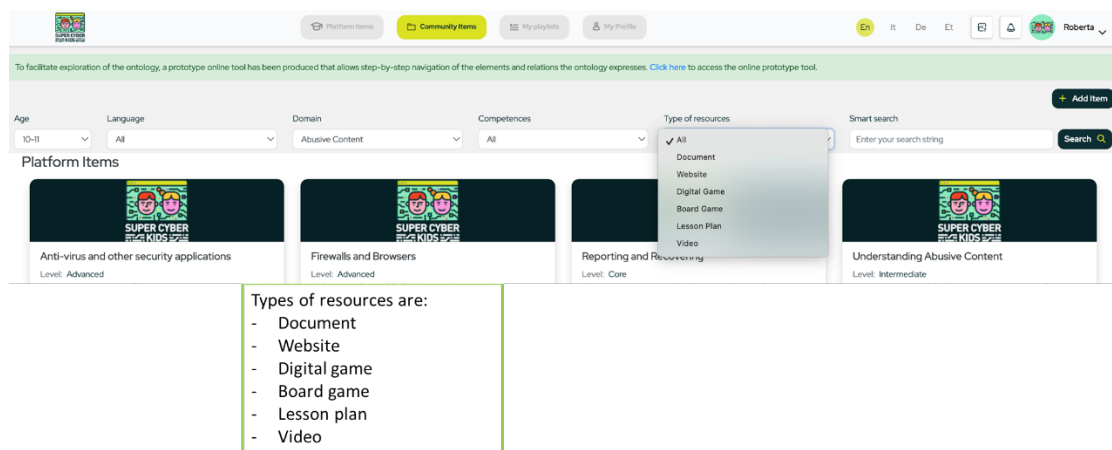 SUPER CYBER
KIDS
Platform Items
Community Items
My playlists
My Profile
En It De Et
Roberta
To facilitate exploration of the ontology, a prototype online tool has been produced that allows step-by-step navigation of the elements and relations the ontology expresses. Click here to access the online prototype tool.
+ Add Item
Age Language Domain Competences Type of resources Smart search
10-11 All Abusive Content All Enter your search string Search
All
Document
Website
Digital Game
Board Game
Lesson Plan
Video
Platform Items
SUPER CYBER
KIDS
SUPER CYBER
KIDS
SUPER CYBER
KIDS
SUPER CYBER
KIDS
Anti-virus and other security applications
Level: Advanced
Firewalls and Browsers
Level: Advanced
Reporting and Recovering
Level: Core
Understanding Abusive Content
Level: Intermediate
Types of resources are:
- Document
- Website
- Digital game
- Board game
- Lesson plan
- Video